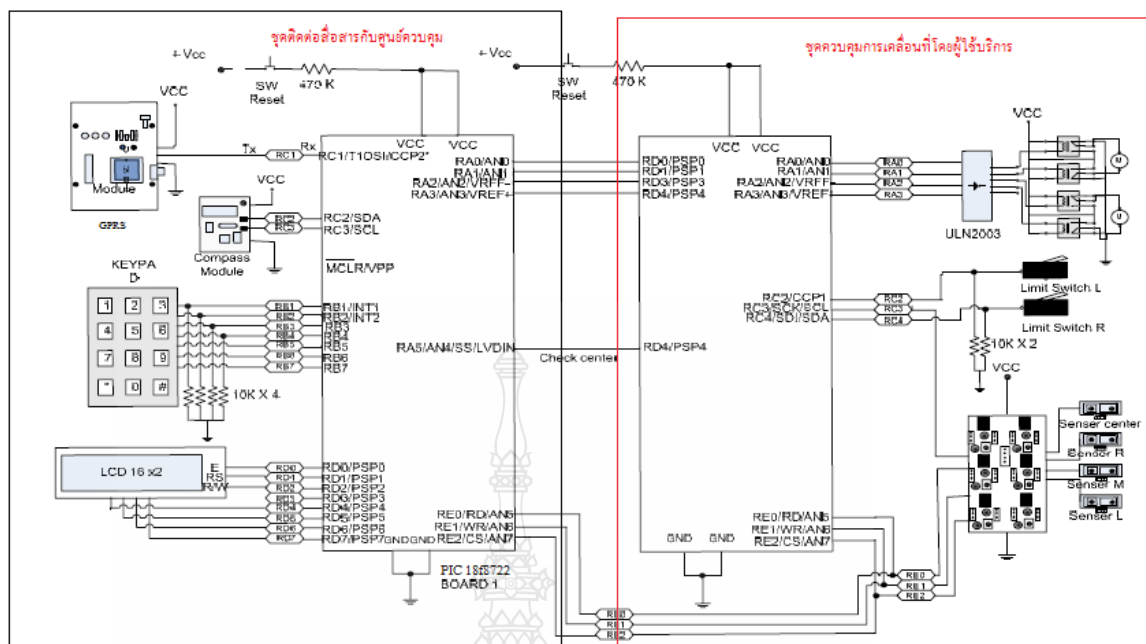 ชุดติดต่อสื่อสารกับศูนย์ควบคุม
ชุดควบคุมการเคลื่อนที่โดยผู้ใช้บริการ
+Vcc
SW
Reset
470 K
+Vcc
SW
Reset
470 K
VCC
Module
GPRS
Tx
RC1
Rx
RC1/T1OSI/CCP2*
VCC
VCC
VCC
RC2
RC3
RC2/SDA
RC3/SCL
Compass
Module
MCLR/VPP
KEYPA
D
1 2 3
4 5 6
7 8 9
* 0 #
RB1
RB2
RB3
RB4
RB5
RB6
RB7
RB1/INT1
RB2/INT2
RB3
RB4
RB5
RB6
RB7
10K X 4
LCD 16 x2
E
RS
R/W
RD0
RD1
RD2
RD3
RD4
RD5
RD6
RD7
RD0/PSP0
RD1/PSP1
RD2/PSP2
RD3/PSP3
RD4/PSP4
RD5/PSP5
RD6/PSP6
RD7/PSP7
GND
GND
RA0/AN0
RA1/AN1
RA2/AN2/VRFF-
RA3/AN3/VREF+
RA5/AN4/SS/LVDIN
RE0/RD/AN5
RE1/WR/AN6
RE2/CS/AN7
PIC 18f8722
BOARD 1
Check center
VCC
VCC
RD0/PSP0
RD1/PSP1
RD3/PSP3
RD4/PSP4
RD4/PSP4
RA0/AN0
RA1/AN1
RA2/AN2/VRFF-
RA3/AN3/VREF+
RA0
RA1
RA2
RA3
ULN2003
VCC
M
M
RC2/CCP1
RC3/SCK/SCL
RC4/SDI/SDA
RC2
RC3
RC4
Limit Switch L
Limit Switch R
10K X 2
VCC
Senser center
Senser R
Senser M
Senser L
RE0/RD/AN5
RE1/WR/AN6
RE2/CS/AN7
GND
GND
RE0
RE1
RE2
RE0
RE1
RE2